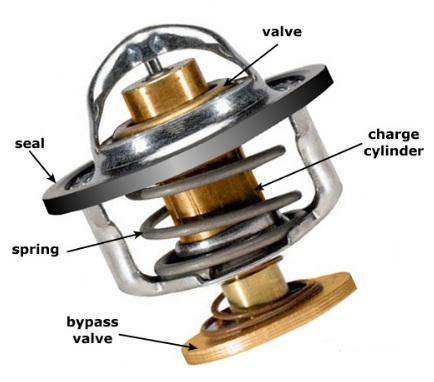 valve
seal
charge
cylinder
spring
bypass
valve